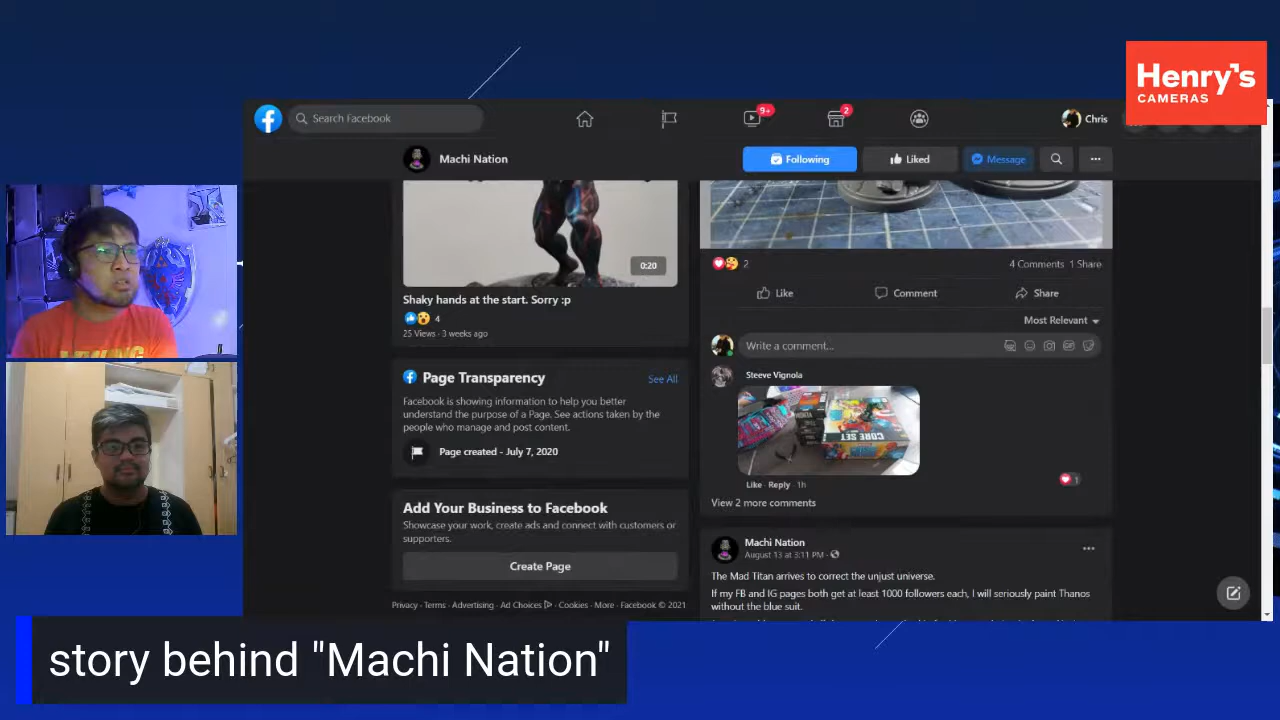 Henry's
CAMERAS
Search Facebook
9+
2
Chris
Machi Nation
Following
Liked
Message
0:20
Shaky hands at the start. Sorry :p
4
25 Views · 3 weeks ago
Page Transparency
See All
Facebook is showing information to help you better
understand the purpose of a Page. See actions taken by the
people who manage and post content.
Page created - July 7, 2020
Add Your Business to Facebook
Showcase your work, create ads and connect with customers or
supporters.
Create Page
Privacy · Terms · Advertising · Ad Choices · Cookies · More · Facebook © 2021
2
4 Comments 1 Share
Like
Comment
Share
Most Relevant
Write a comment...
GIF
Steeve Vignola
CORE SET
Like · Reply · 1h
1
View 2 more comments
Machi Nation
August 13 at 3:11 PM ·
The Mad Titan arrives to correct the unjust universe.
If my FB and IG pages both get at least 1000 followers each, I will seriously paint Thanos
without the blue suit.
story behind "Machi Nation"